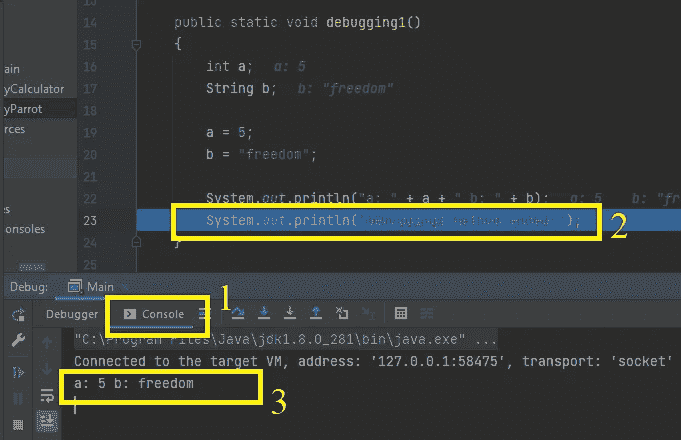 14
public static void debugging1()
15
{
ain
16
int a; a: 5
yCalculator
17
String b; b: "freedom"
yParrot
18
rces
19
a = 5;
20
b = "freedom";
es
22
System.out.println("a: " + a + " b: " + b); a: 5 b: "fr
onsoles
23
System.out.println( ); 2
24
}
25
Debug: Main
1
Debugger Console
"C:\Program Files\Java\jdk1.8.0_281\bin\java.exe" ...
Connected to the target VM, address: '127.0.0.1:58475', transport: 'socket'
a: 5 b: freedom
3